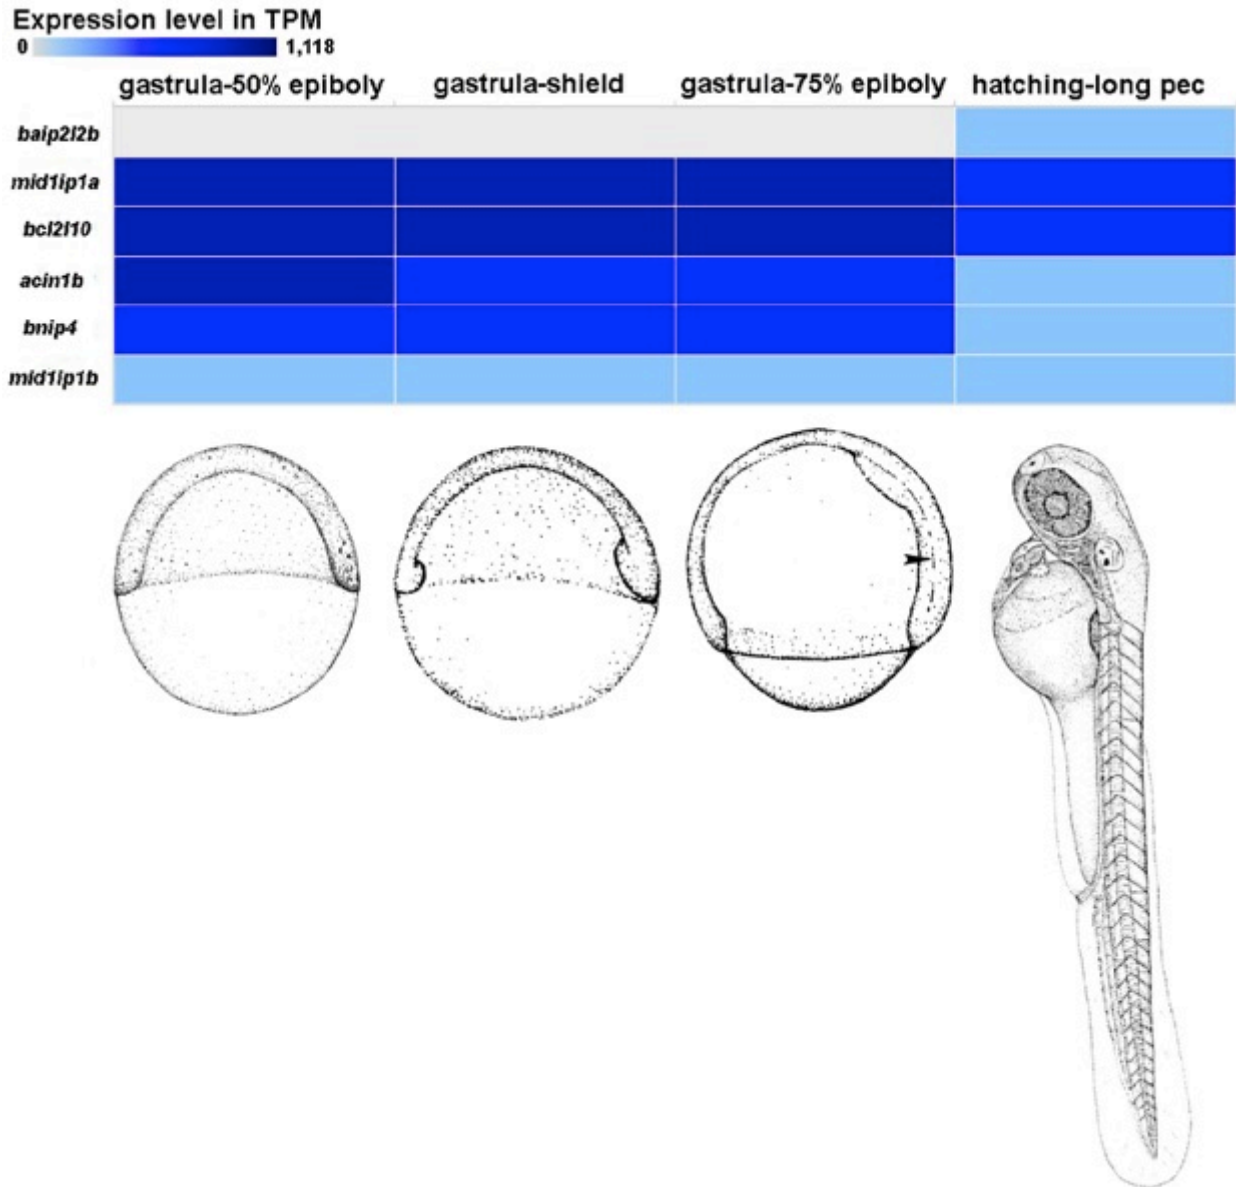 Expression level in TPM
0 1,118
gastrula-50% epiboly gastrula-shield gastrula-75% epiboly hatching-long pec
baip2l2b
mid1ip1a
bcl2l10
acin1b
bnip4
mid1ip1b